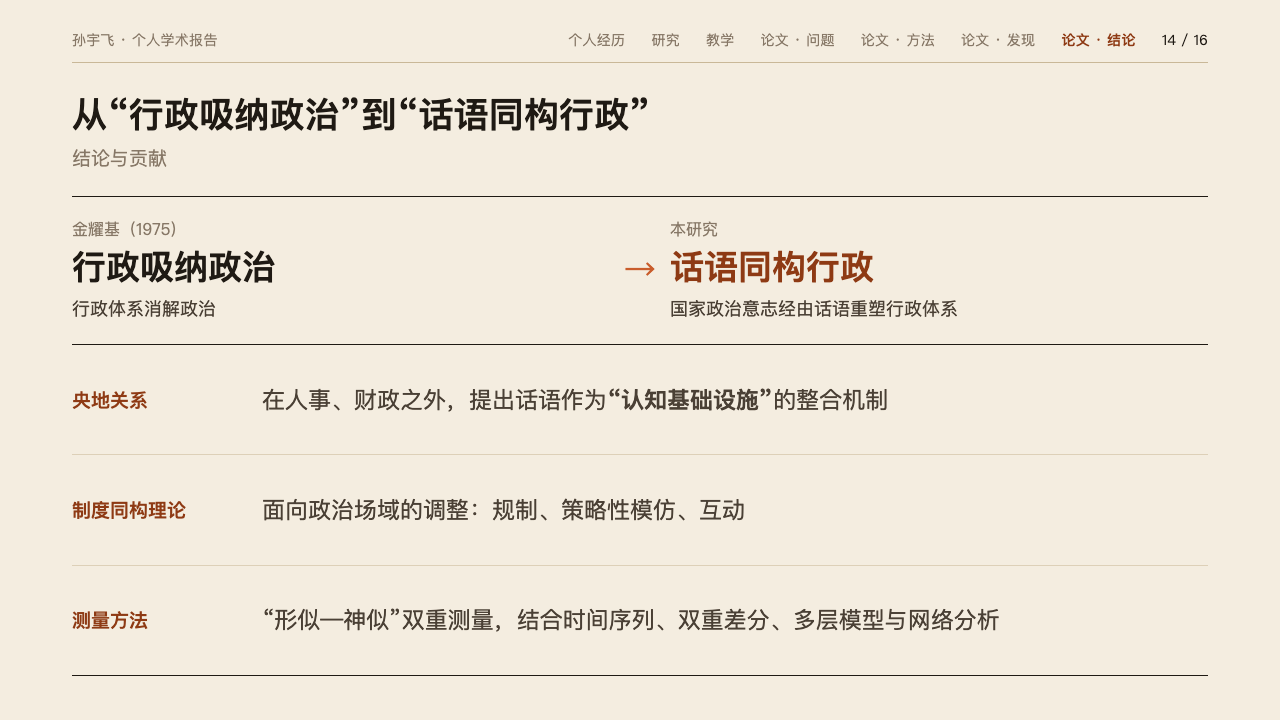 孙宇飞 · 个人学术报告
个人经历 研究 教学 论文 · 问题 论文 · 方法 论文 · 发现 论文 · 结论 14 / 16
从“行政吸纳政治”到“话语同构行政”
结论与贡献
金耀基（1975）
行政吸纳政治
行政体系消解政治
→
本研究
话语同构行政
国家政治意志经由话语重塑行政体系
央地关系
在人事、财政之外，提出话语作为“认知基础设施”的整合机制
制度同构理论
面向政治场域的调整：规制、策略性模仿、互动
测量方法
“形似—神似”双重测量，结合时间序列、双重差分、多层模型与网络分析